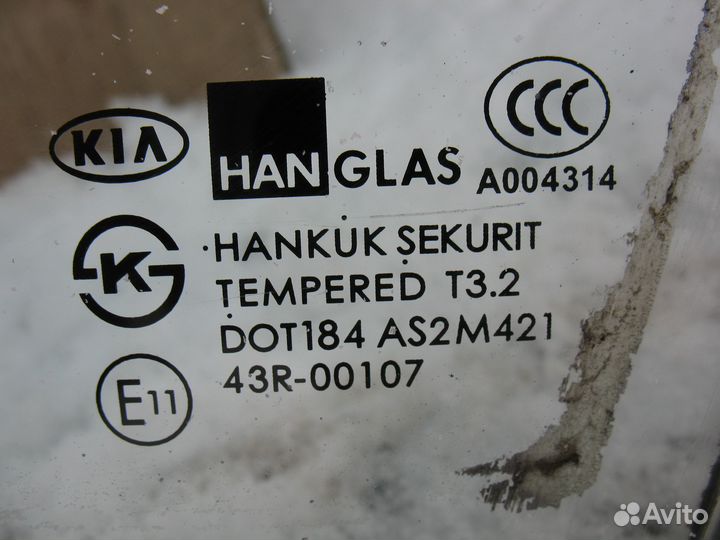 KIA
HANGLAS
CCC
A004314
K
HANKUK SEKURIT
TEMPERED T3.2
DOT184 AS2M421
43R-00107
E11
Avito